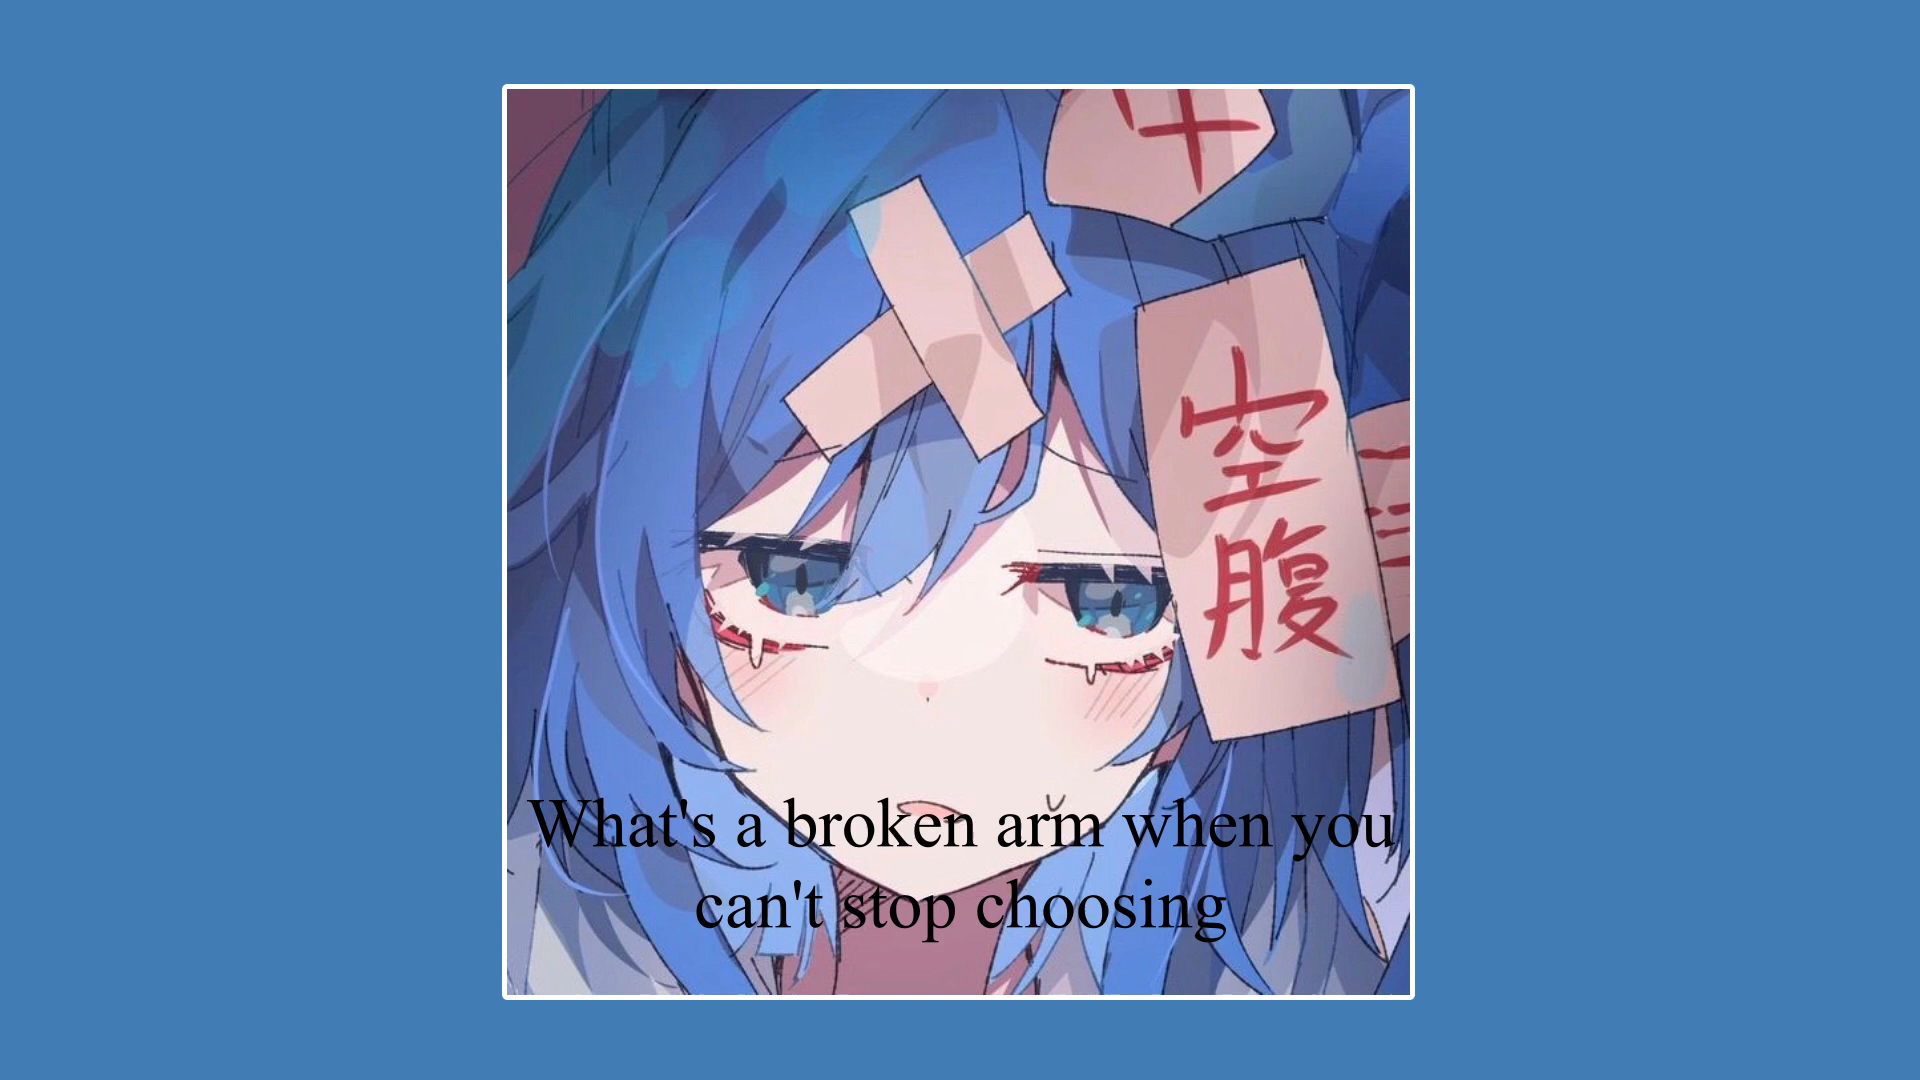 空腹
What's a broken arm when you
can't stop choosing